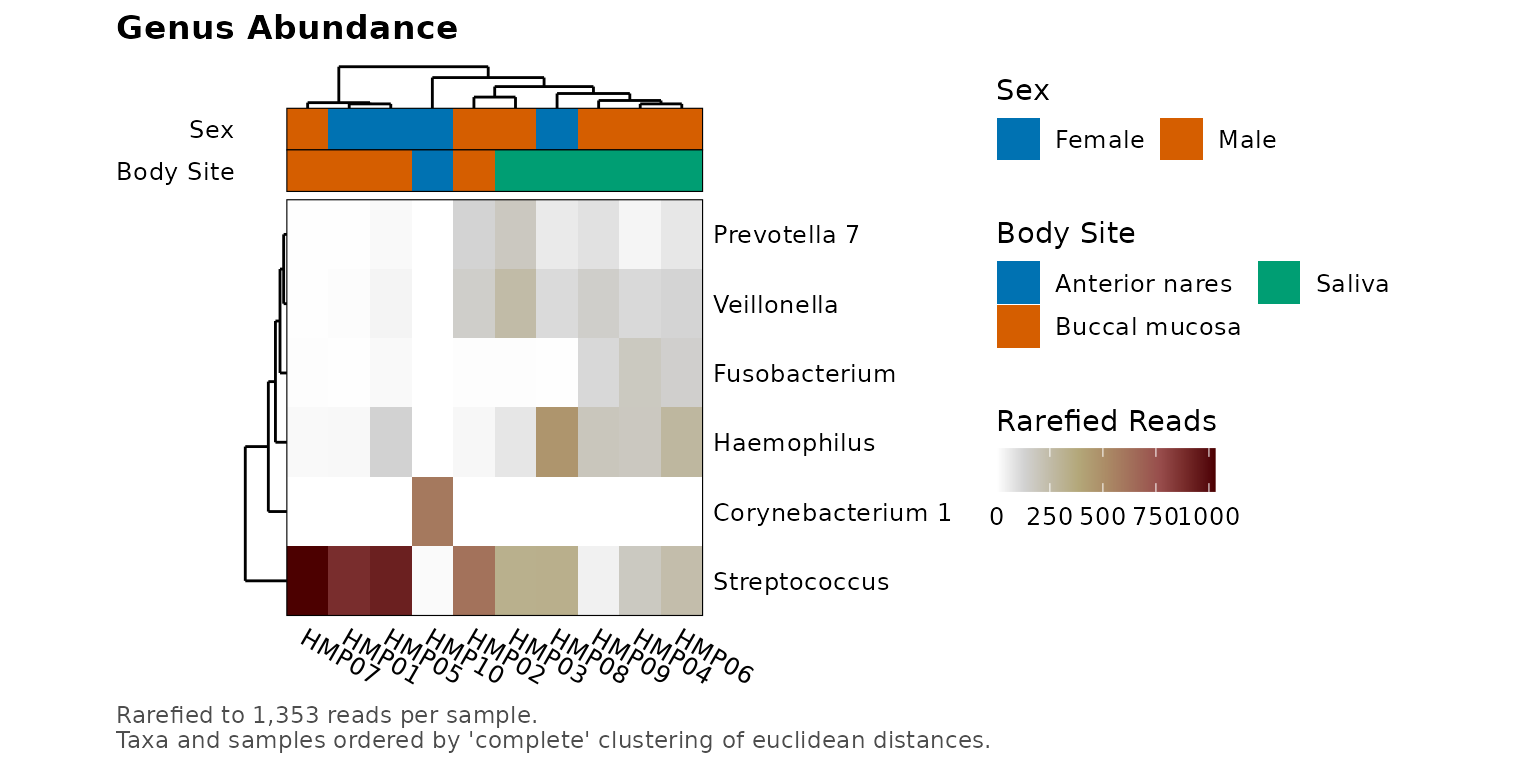 Genus Abundance
Sex
Body Site
Prevotella 7
Veillonella
Fusobacterium
Haemophilus
Corynebacterium 1
Streptococcus
HMP07
HMP01
HMP05
HMP10
HMP02
HMP03
HMP08
HMP09
HMP04
HMP06
Sex
Female Male
Body Site
Anterior nares Saliva
Buccal mucosa
Rarefied Reads
0 250 500 750 1000
Rarefied to 1,353 reads per sample.
Taxa and samples ordered by 'complete' clustering of euclidean distances.